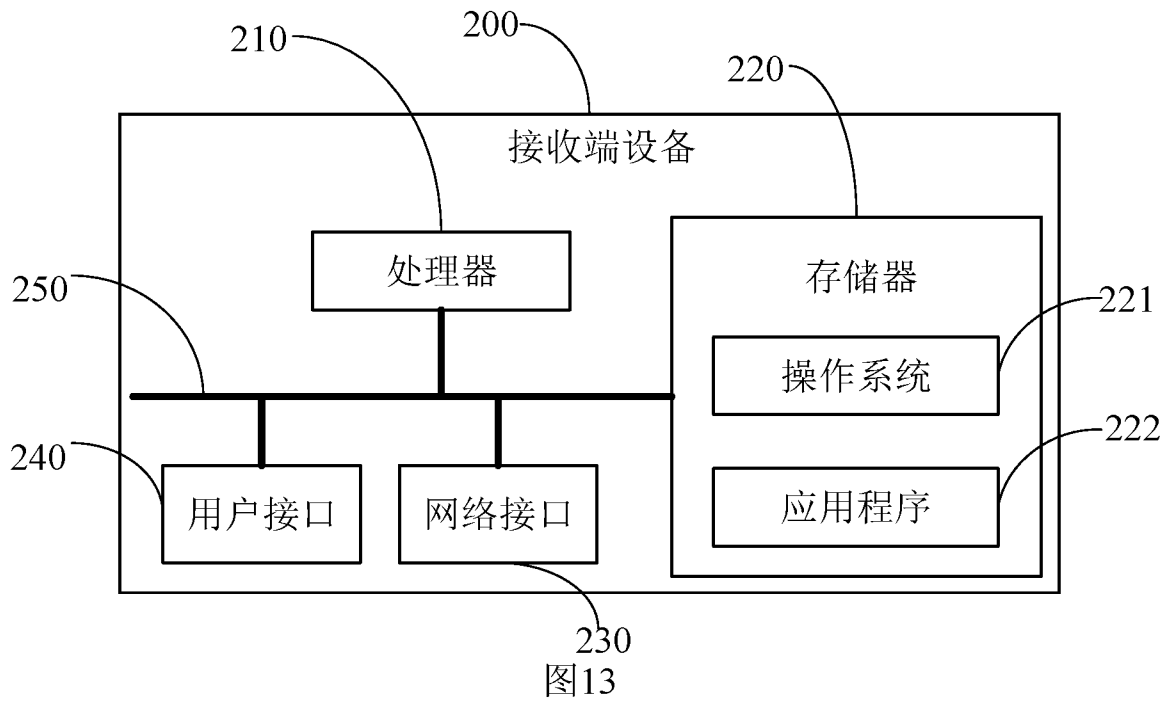 200
210
220
接收端设备
处理器
存储器
250
221
操作系统
240
222
用户接口
网络接口
应用程序
230
图13